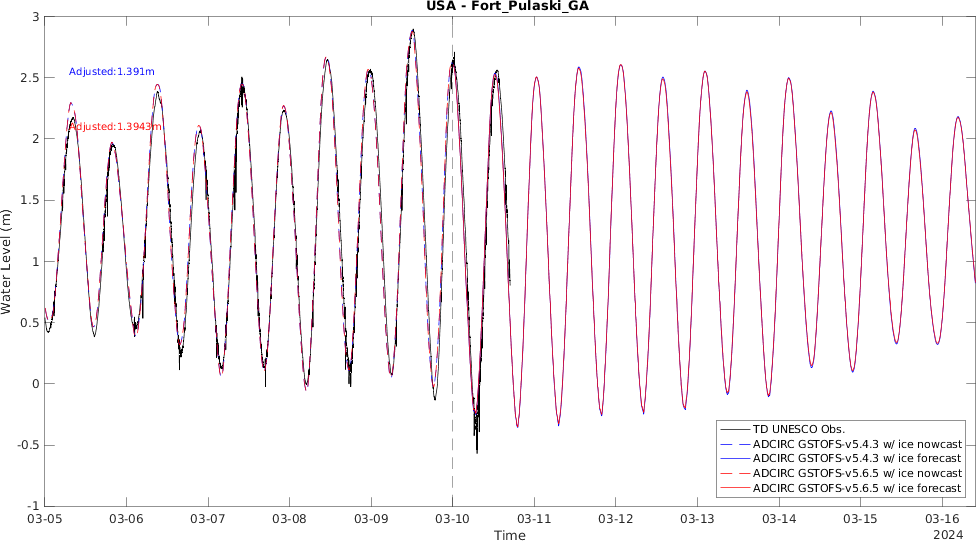 USA - Fort_Pulaski_GA
3
2.5
2
1.5
1
0.5
0
-0.5
-1
Water Level (m)
Adjusted:1.391m
Adjusted:1.3943m
TD UNESCO Obs.
ADCIRC GSTOFS-v5.4.3 w/ ice nowcast
ADCIRC GSTOFS-v5.4.3 w/ ice forecast
ADCIRC GSTOFS-v5.6.5 w/ ice nowcast
ADCIRC GSTOFS-v5.6.5 w/ ice forecast
03-05 03-06 03-07 03-08 03-09 03-10 03-11 03-12 03-13 03-14 03-15 03-16
Time
2024